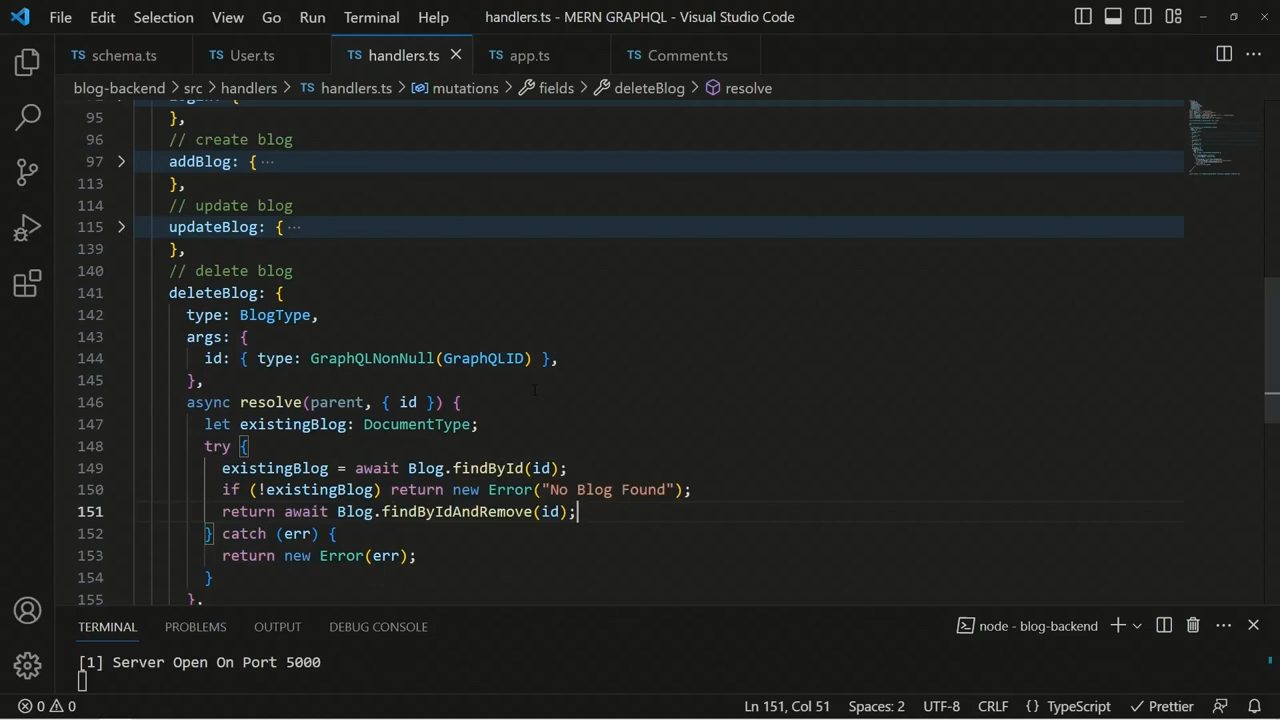 File Edit Selection View Go Run Terminal Help handlers.ts - MERN GRAPHQL - Visual Studio Code
TS schema.ts TS User.ts TS handlers.ts TS app.ts TS Comment.ts
blog-backend > src > handlers > TS handlers.ts > mutations > fields > deleteBlog > resolve
95 },
96 // create blog
97 addBlog: { ···
113 },
114 // update blog
115 updateBlog: { ···
139 },
140 // delete blog
141 deleteBlog: {
142 type: BlogType,
143 args: {
144 id: { type: GraphQLNonNull(GraphQLID) },
145 },
146 async resolve(parent, { id }) {
147 let existingBlog: DocumentType;
148 try {
149 existingBlog = await Blog.findById(id);
150 if (!existingBlog) return new Error("No Blog Found");
151 return await Blog.findByIdAndRemove(id);
152 } catch (err) {
153 return new Error(err);
154 }
155 },
TERMINAL PROBLEMS OUTPUT DEBUG CONSOLE node - blog-backend
[1] Server Open On Port 5000
0 0 Ln 151, Col 51 Spaces: 2 UTF-8 CRLF {} TypeScript Prettier